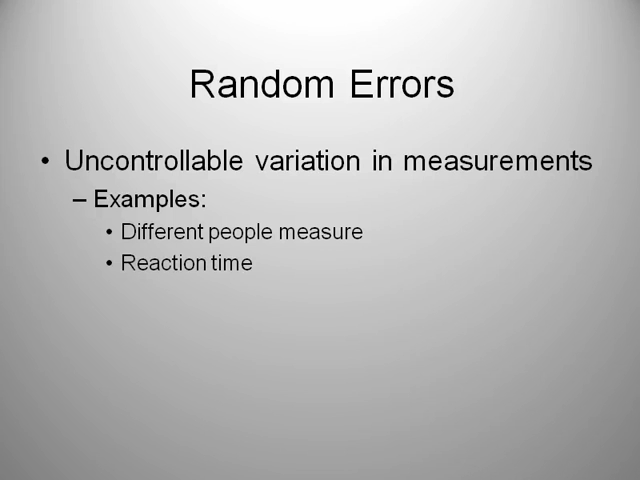 Random Errors
• Uncontrollable variation in measurements
– Examples:
• Different people measure
• Reaction time